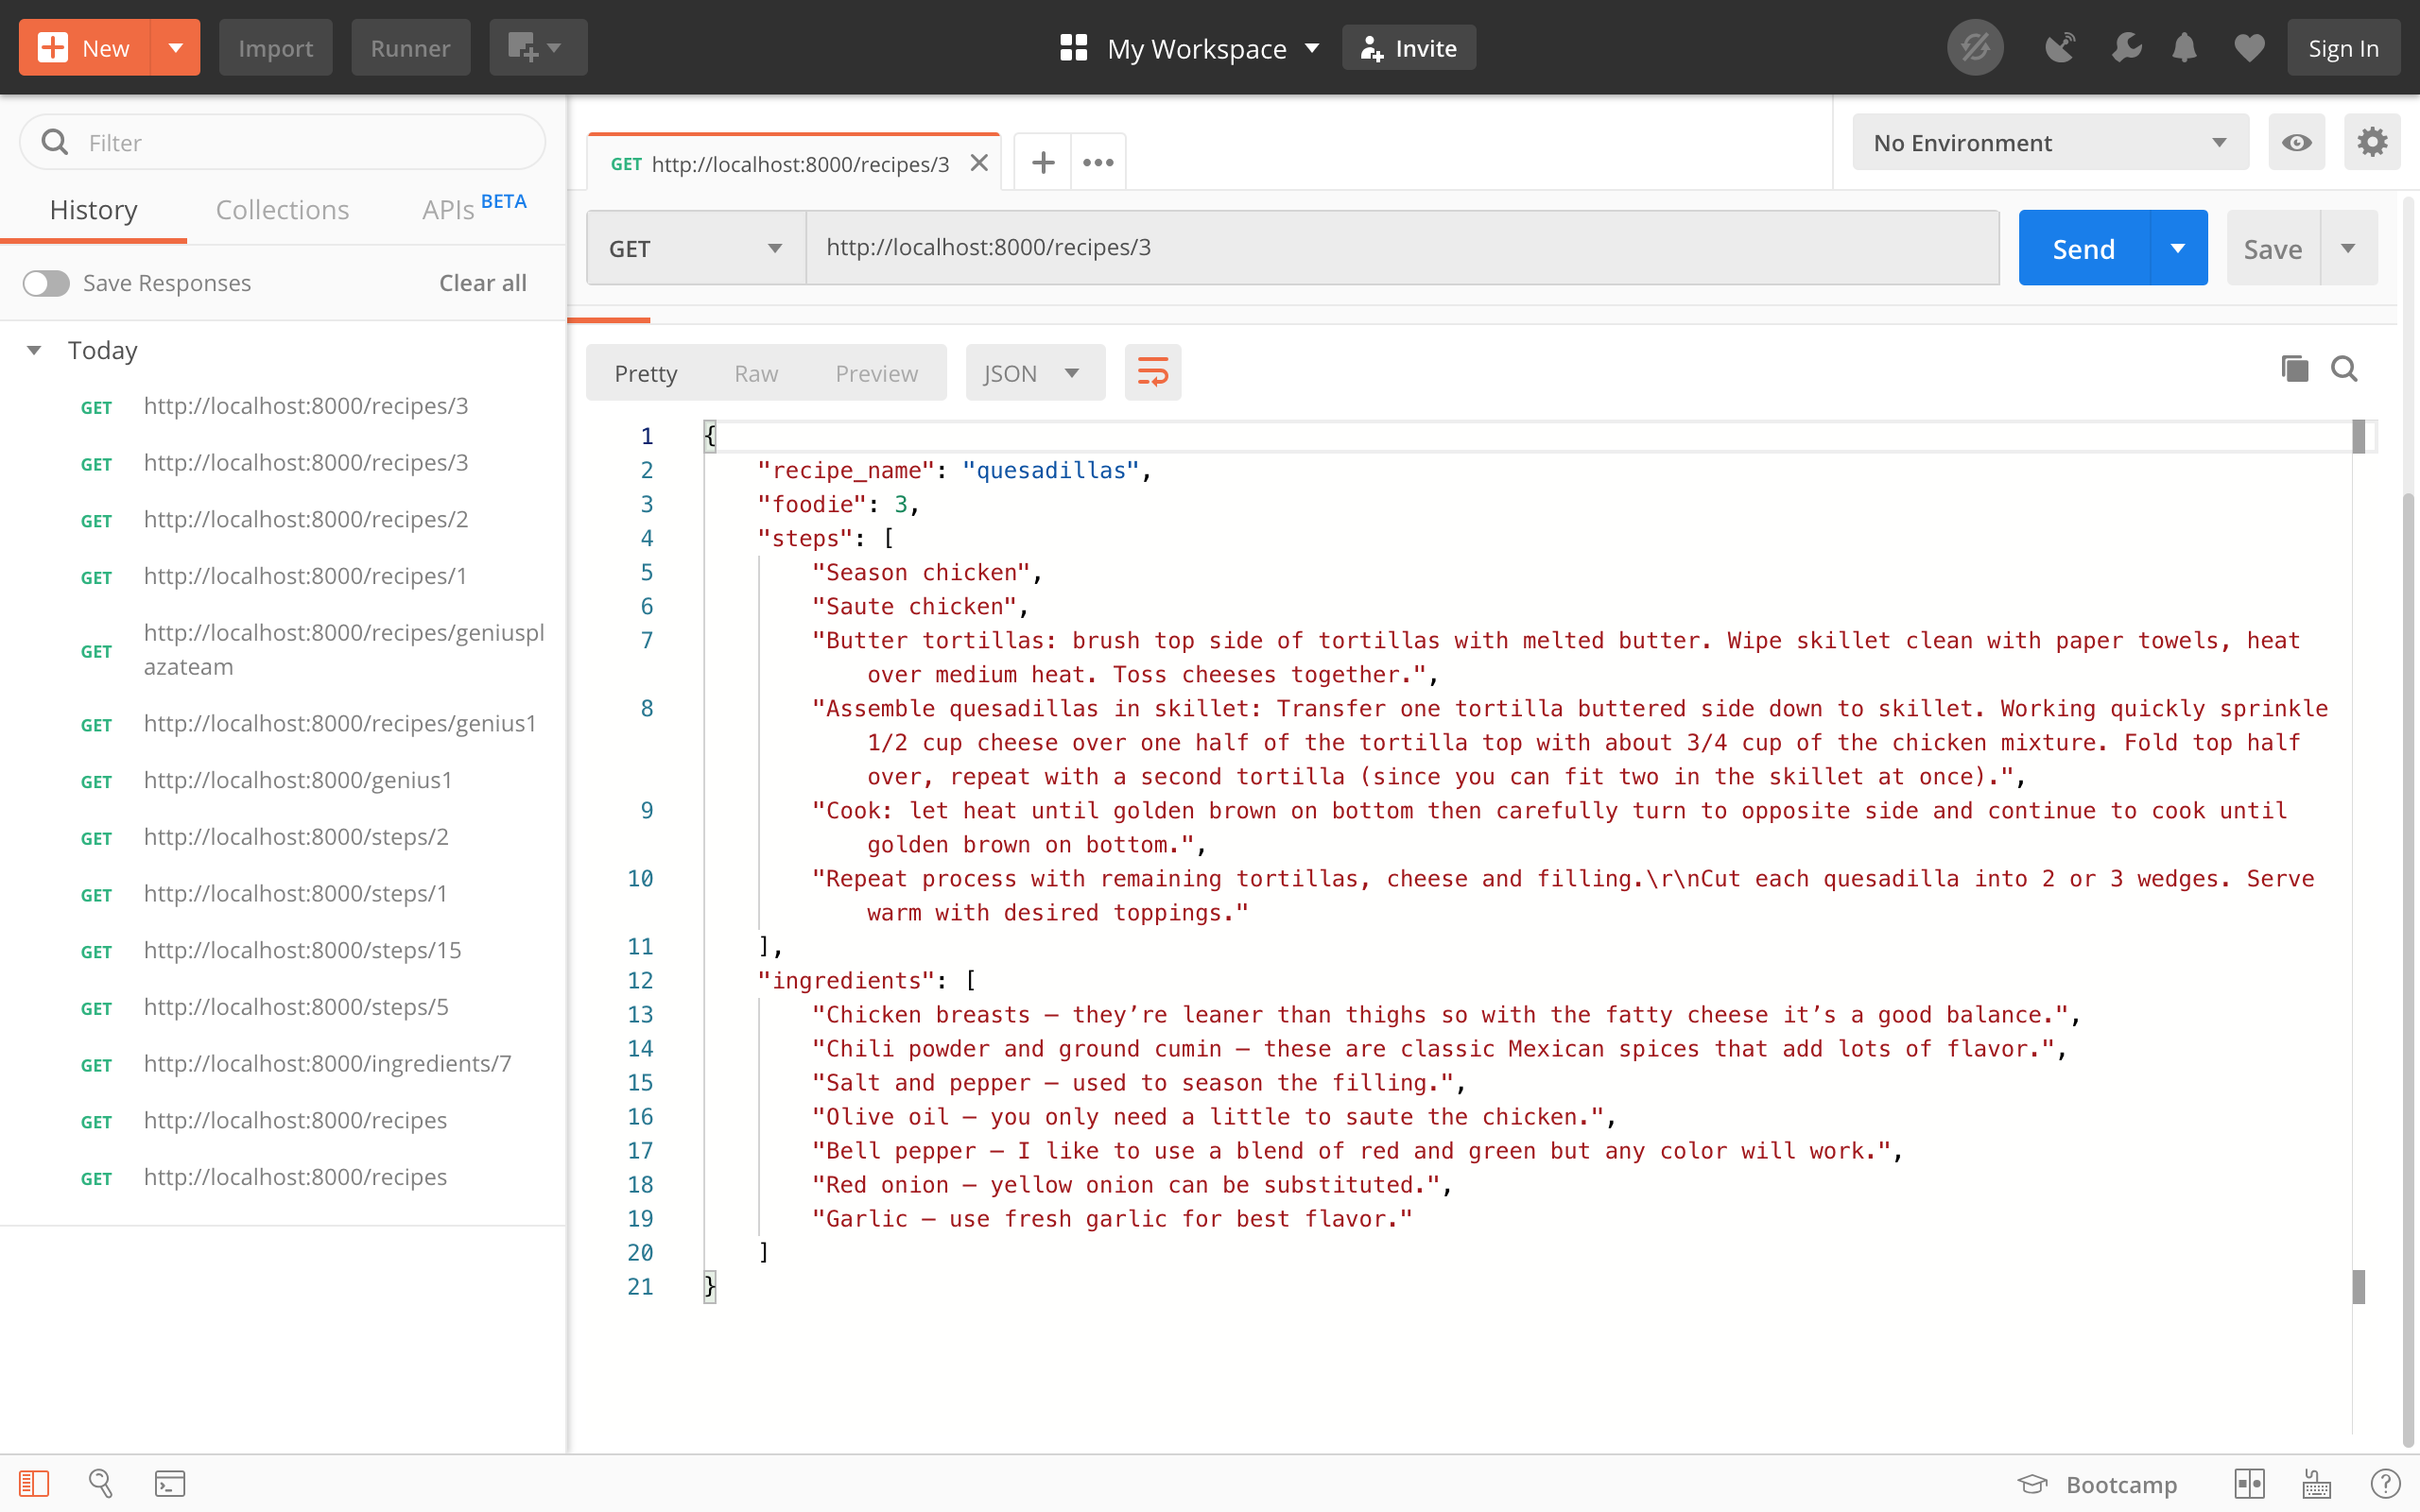 New
Import
Runner
My Workspace
Invite
Sign In
Filter
History
Collections
APIs BETA
Save Responses
Clear all
Today
GET http://localhost:8000/recipes/3
GET http://localhost:8000/recipes/3
GET http://localhost:8000/recipes/2
GET http://localhost:8000/recipes/1
GET http://localhost:8000/recipes/geniuspl
azateam
GET http://localhost:8000/recipes/genius1
GET http://localhost:8000/genius1
GET http://localhost:8000/steps/2
GET http://localhost:8000/steps/1
GET http://localhost:8000/steps/15
GET http://localhost:8000/steps/5
GET http://localhost:8000/ingredients/7
GET http://localhost:8000/recipes
GET http://localhost:8000/recipes
GET http://localhost:8000/recipes/3
No Environment
GET
http://localhost:8000/recipes/3
Send
Save
Pretty
Raw
Preview
JSON
1 {
2 "recipe_name": "quesadillas",
3 "foodie": 3,
4 "steps": [
5 "Season chicken",
6 "Saute chicken",
7 "Butter tortillas: brush top side of tortillas with melted butter. Wipe skillet clean with paper towels, heat
over medium heat. Toss cheeses together.",
8 "Assemble quesadillas in skillet: Transfer one tortilla buttered side down to skillet. Working quickly sprinkle
1/2 cup cheese over one half of the tortilla top with about 3/4 cup of the chicken mixture. Fold top half
over, repeat with a second tortilla (since you can fit two in the skillet at once).",
9 "Cook: let heat until golden brown on bottom then carefully turn to opposite side and continue to cook until
golden brown on bottom.",
10 "Repeat process with remaining tortillas, cheese and filling.\r\nCut each quesadilla into 2 or 3 wedges. Serve
warm with desired toppings."
11 ],
12 "ingredients": [
13 "Chicken breasts – they’re leaner than thighs so with the fatty cheese it’s a good balance.",
14 "Chili powder and ground cumin – these are classic Mexican spices that add lots of flavor.",
15 "Salt and pepper – used to season the filling.",
16 "Olive oil – you only need a little to saute the chicken.",
17 "Bell pepper – I like to use a blend of red and green but any color will work.",
18 "Red onion – yellow onion can be substituted.",
19 "Garlic – use fresh garlic for best flavor."
20 ]
21 }
Bootcamp